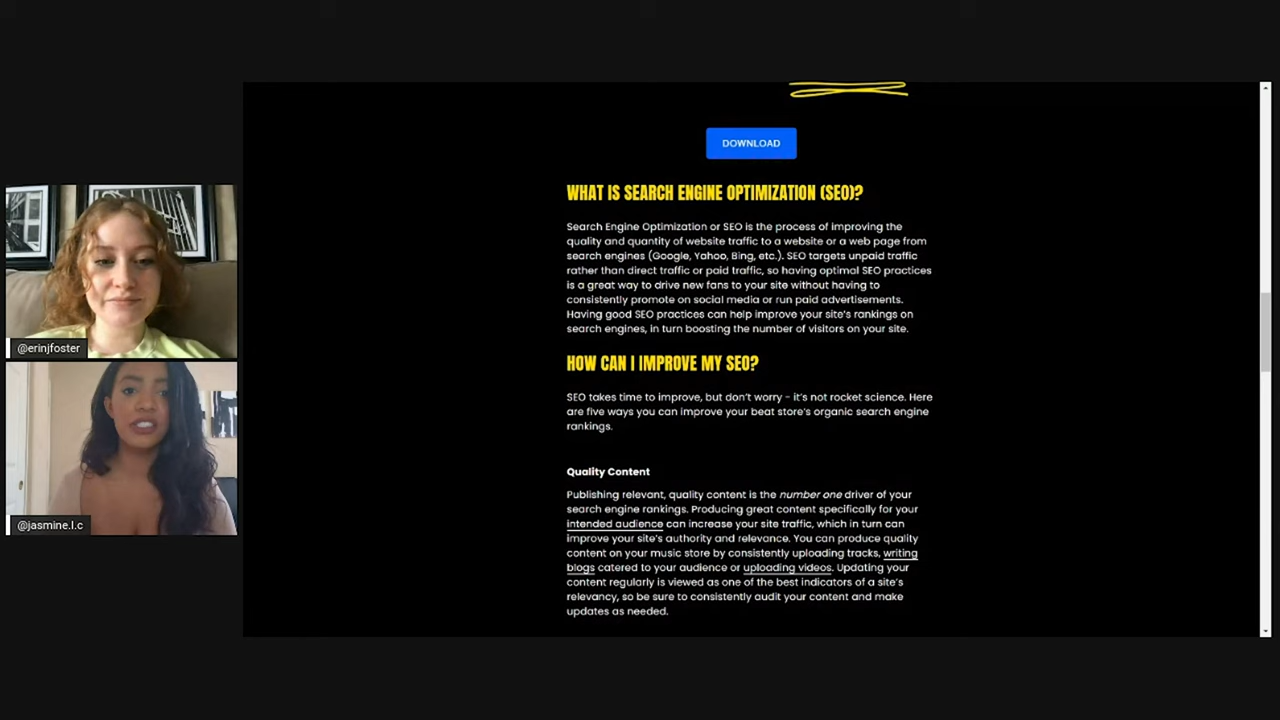 @erinjfoster
@jasmine.l.c
DOWNLOAD
WHAT IS SEARCH ENGINE OPTIMIZATION (SEO)?
Search Engine Optimization or SEO is the process of improving the
quality and quantity of website traffic to a website or a web page from
search engines (Google, Yahoo, Bing, etc.). SEO targets unpaid traffic
rather than direct traffic or paid traffic, so having optimal SEO practices
is a great way to drive new fans to your site without having to
consistently promote on social media or run paid advertisements.
Having good SEO practices can help improve your site's rankings on
search engines, in turn boosting the number of visitors on your site.
HOW CAN I IMPROVE MY SEO?
SEO takes time to improve, but don't worry - it's not rocket science. Here
are five ways you can improve your beat store's organic search engine
rankings.
Quality Content
Publishing relevant, quality content is the number one driver of your
search engine rankings. Producing great content specifically for your
intended audience can increase your site traffic, which in turn can
improve your site's authority and relevance. You can produce quality
content on your music store by consistently uploading tracks, writing
blogs catered to your audience or uploading videos. Updating your
content regularly is viewed as one of the best indicators of a site's
relevancy, so be sure to consistently audit your content and make
updates as needed.